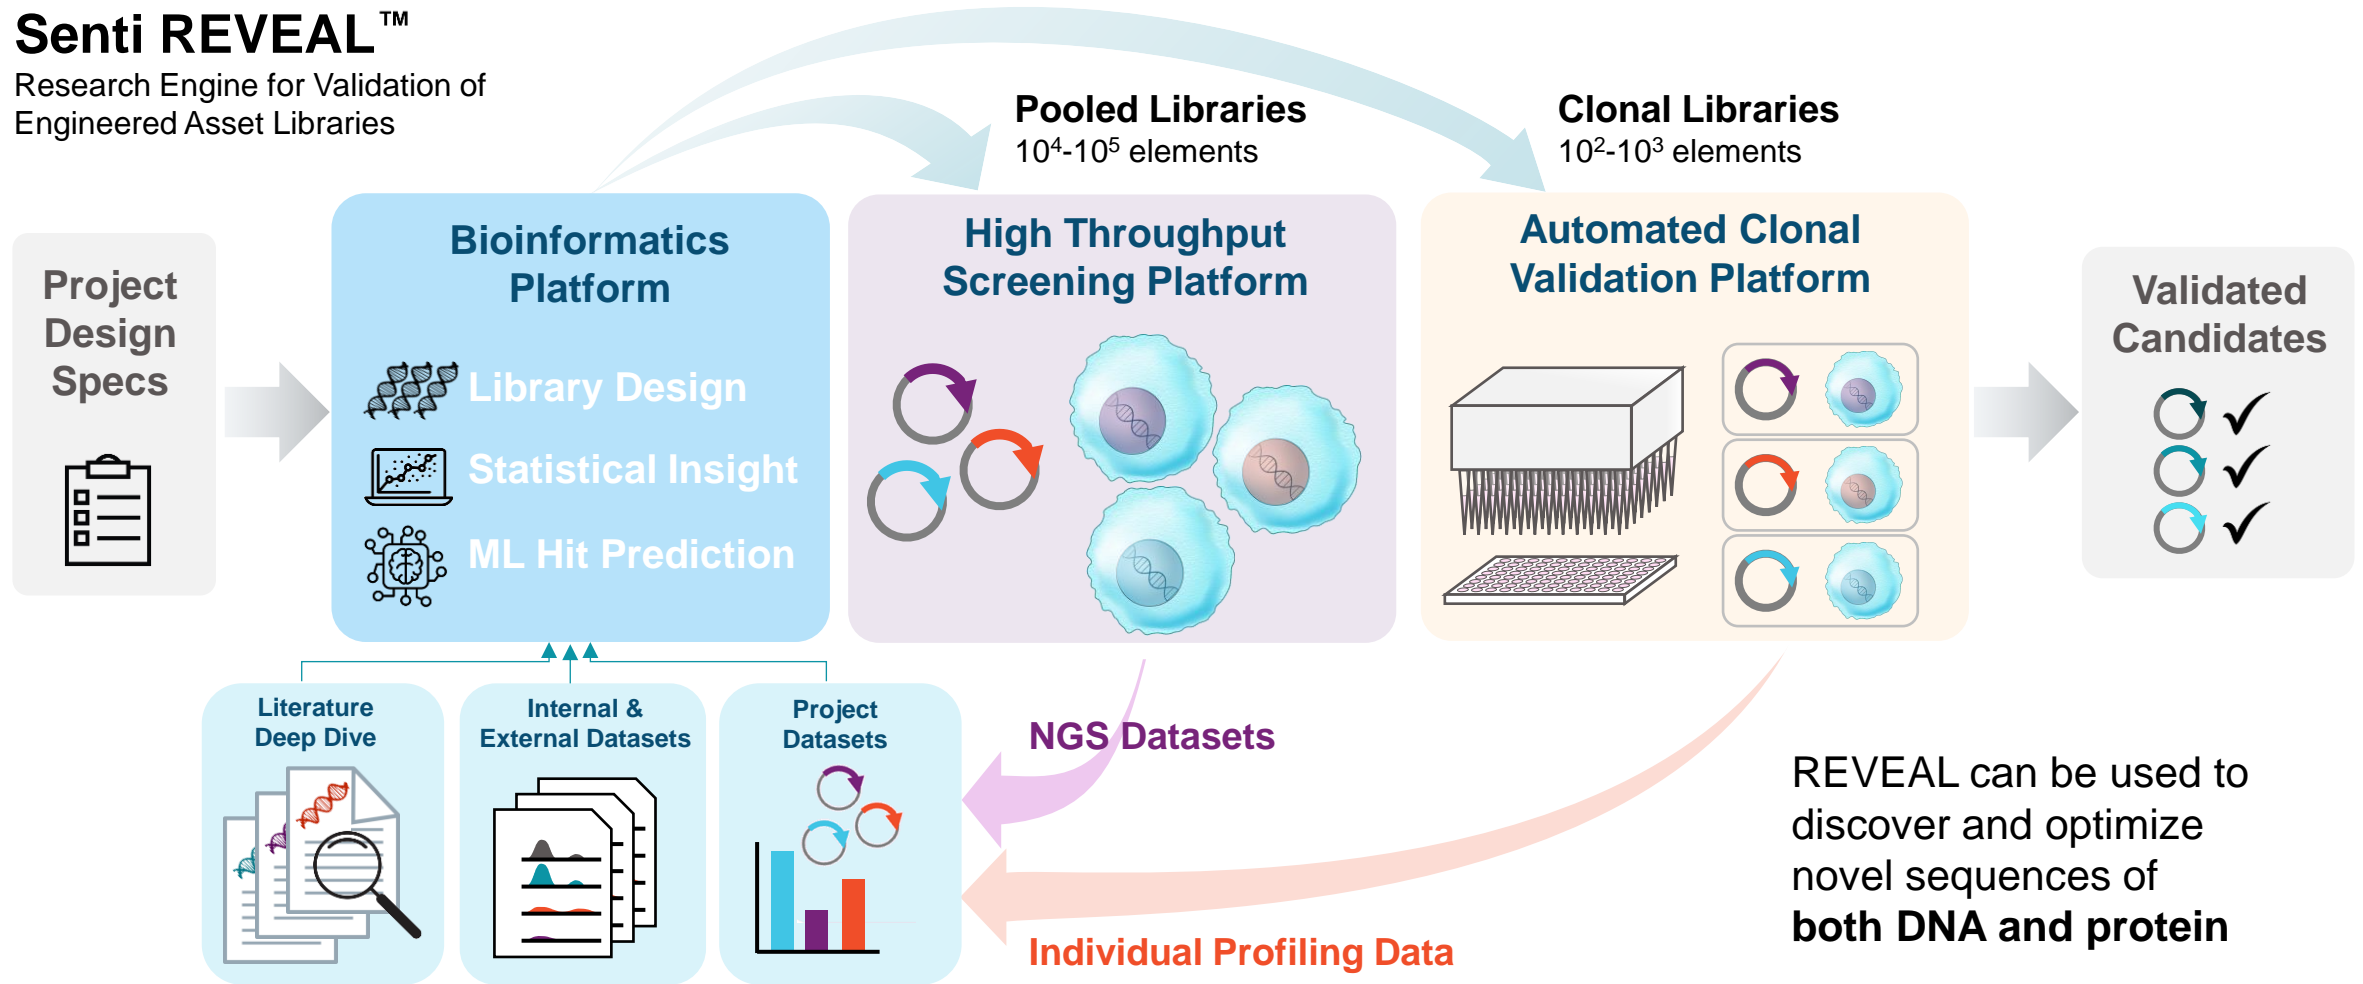 Senti REVEAL™
Research Engine for Validation of
Engineered Asset Libraries
Pooled Libraries
10⁴-10⁵ elements
Clonal Libraries
10²-10³ elements
Project
Design
Specs
Bioinformatics
Platform
Library Design
Statistical Insight
ML Hit Prediction
High Throughput
Screening Platform
Automated Clonal
Validation Platform
Validated
Candidates
Literature
Deep Dive
Internal &
External Datasets
Project
Datasets
NGS Datasets
Individual Profiling Data
REVEAL can be used to
discover and optimize
novel sequences of
both DNA and protein